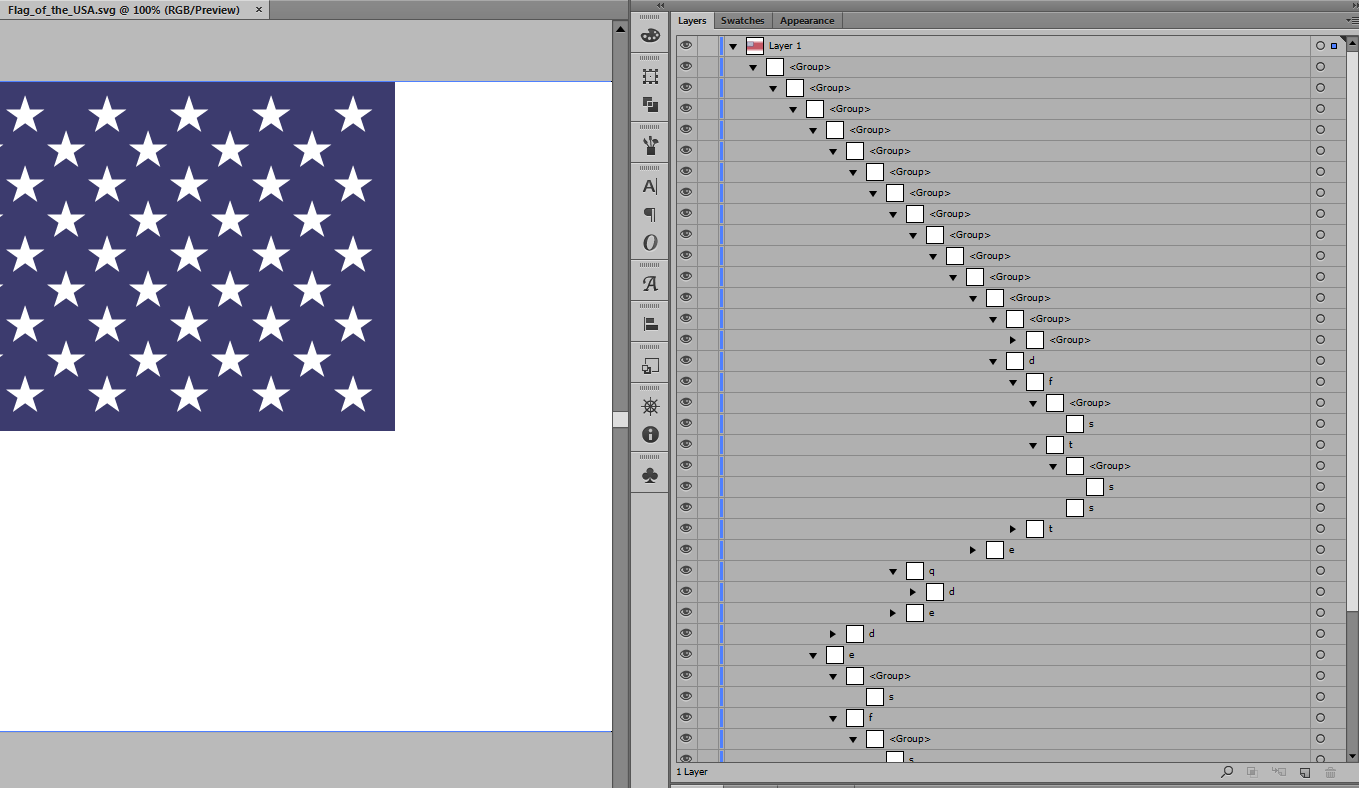 Flag_of_the_USA.svg @ 100% (RGB/Preview) ×
Layers Swatches Appearance
Layer 1
<Group>
<Group>
<Group>
<Group>
<Group>
<Group>
<Group>
<Group>
<Group>
<Group>
<Group>
<Group>
<Group>
<Group>
d
f
<Group>
s
t
<Group>
s
s
t
e
q
d
e
d
e
<Group>
s
f
<Group>
s
1 Layer